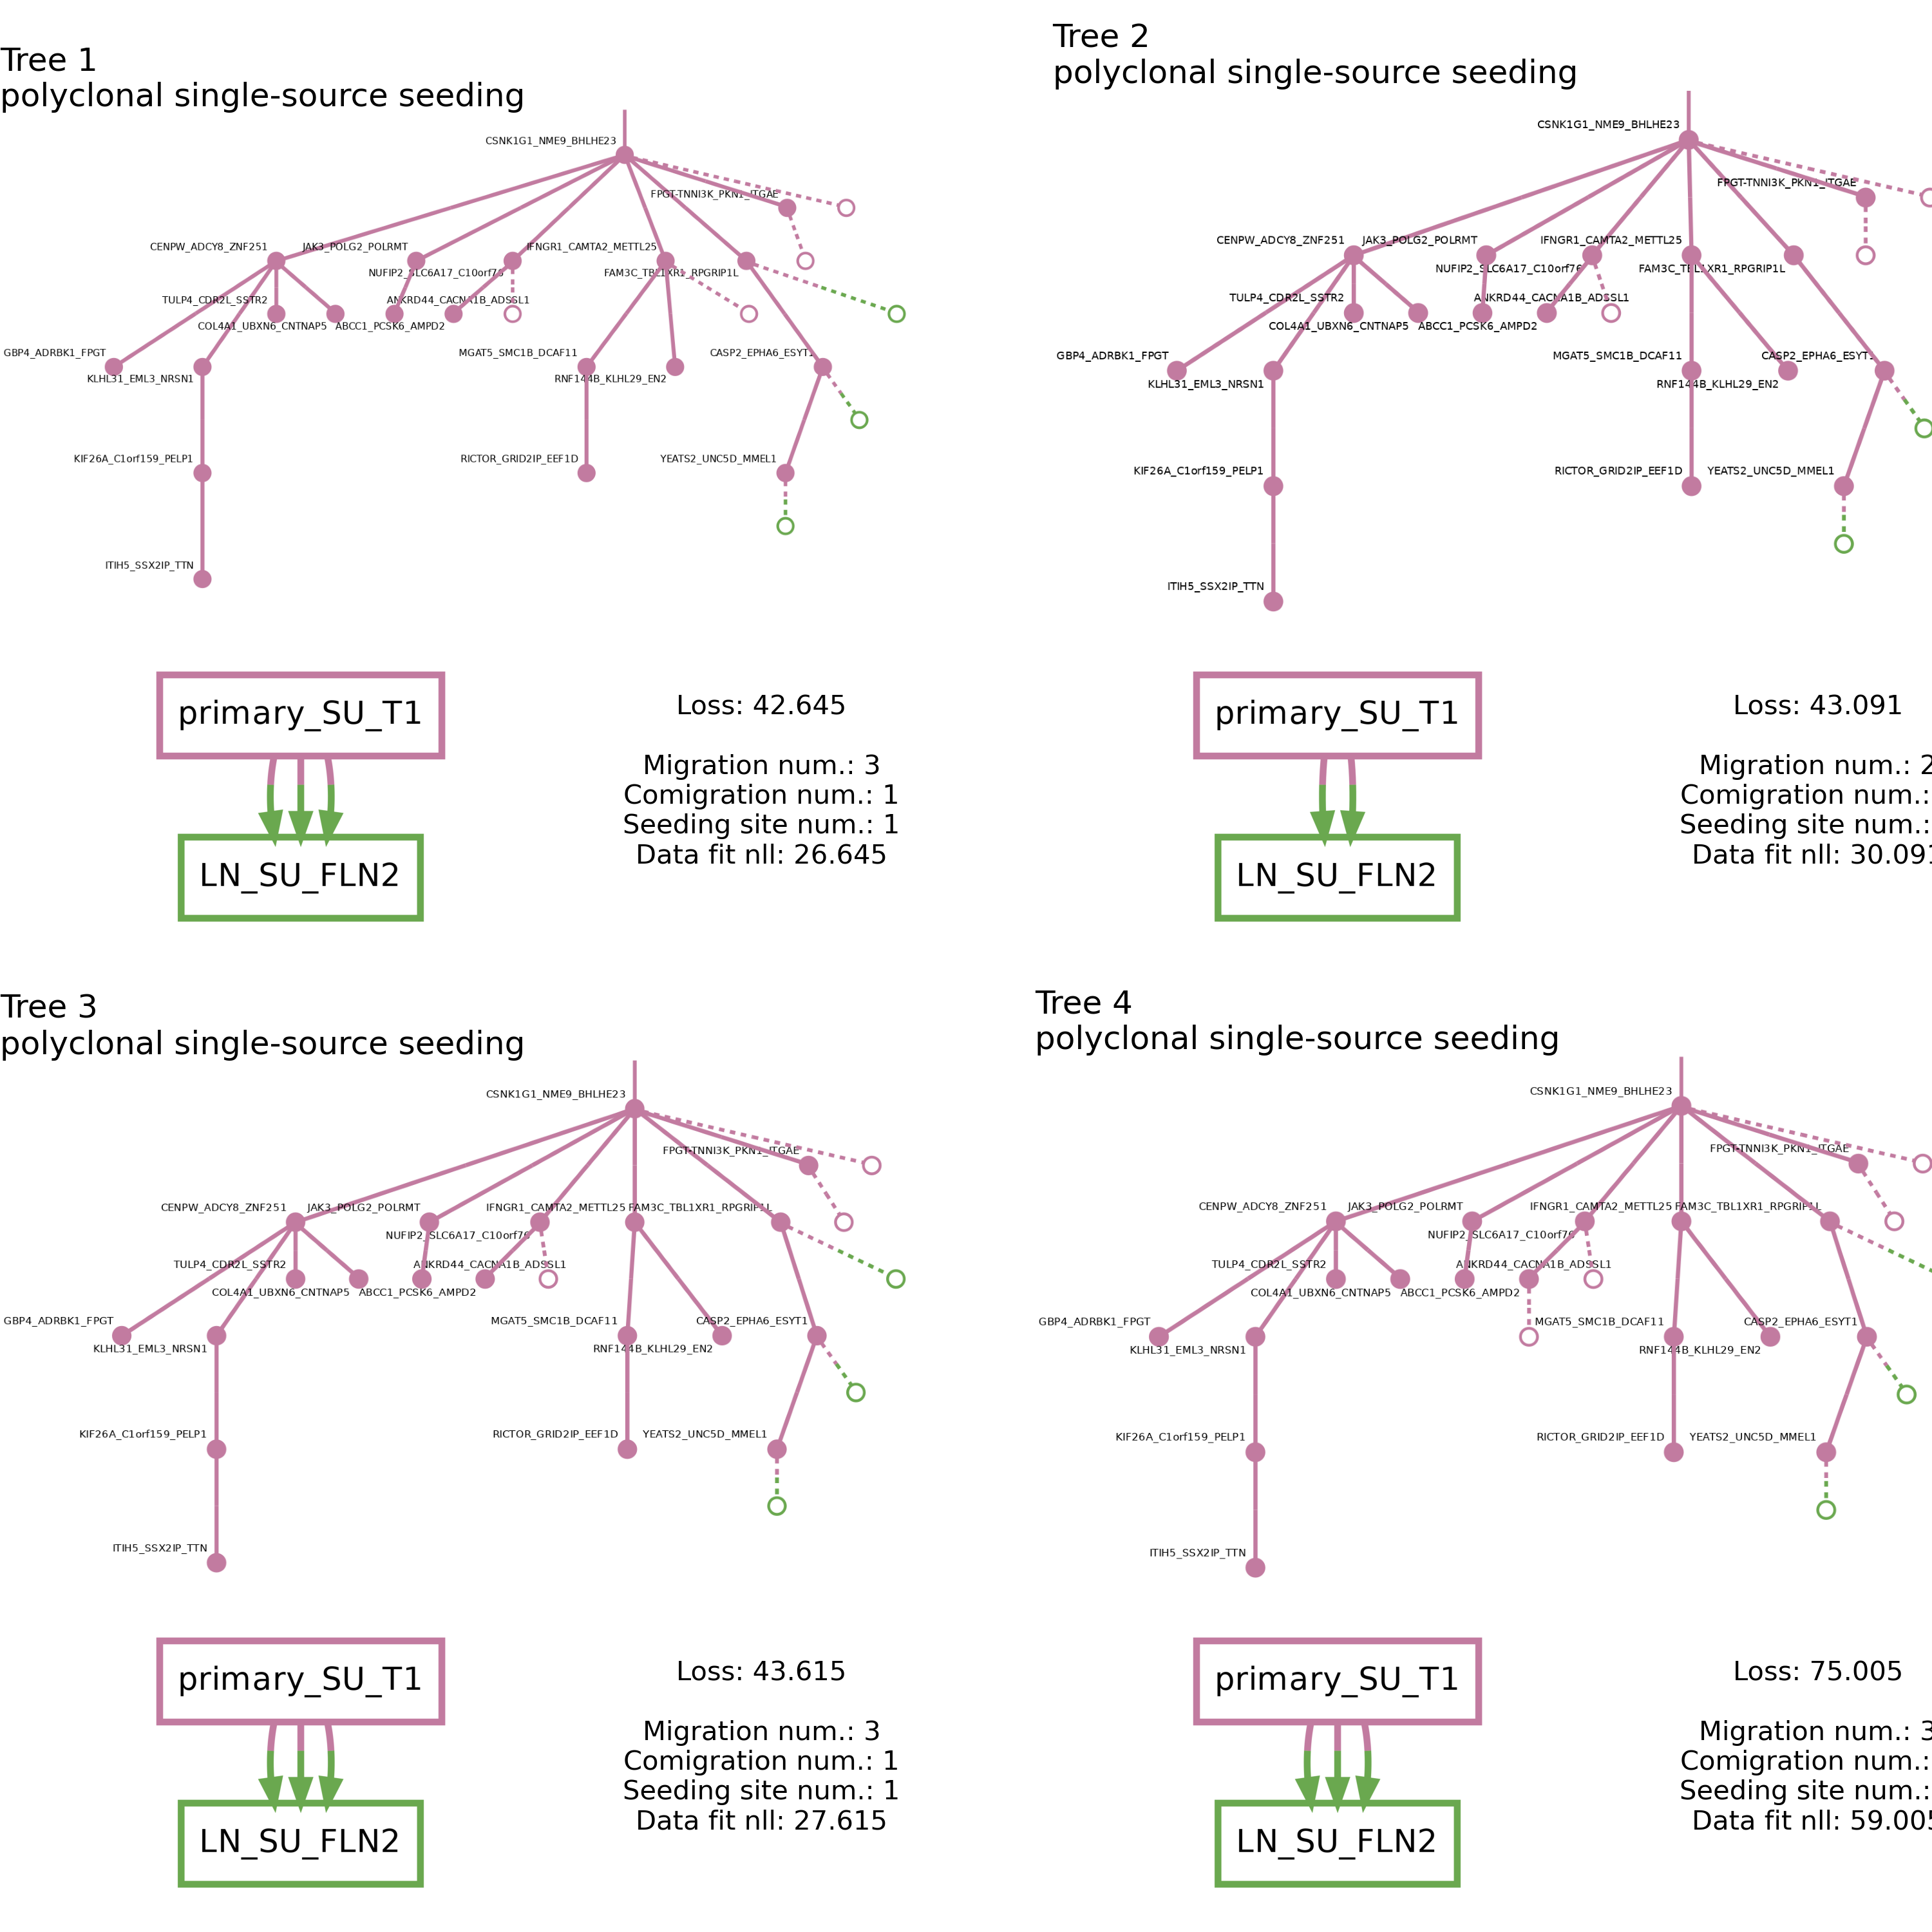 Tree 1
polyclonal single-source seeding
CSNK1G1_NME9_BHLHE23
FPGT-TNNI3K_PKN1_ITGAE
CENPW_ADCY8_ZNF251
JAK3_POLG2_POLRMT
IFNGR1_CAMTA2_METTL25
NUFIP2_SLC6A17_C10orf76
FAM3C_TBL1XR1_RPGRIP1L
TULP4_CDR2L_SSTR2
ANKRD44_CACNA1B_ADSSL1
COL4A1_UBXN6_CNTNAP5
ABCC1_PCSK6_AMPD2
GBP4_ADRBK1_FPGT
MGAT5_SMC1B_DCAF11
CASP2_EPHA6_ESYT1
KLHL31_EML3_NRSN1
RNF144B_KLHL29_EN2
KIF26A_C1orf159_PELP1
RICTOR_GRID2IP_EEF1D
YEATS2_UNC5D_MMEL1
ITIH5_SSX2IP_TTN
primary_SU_T1
LN_SU_FLN2
Loss: 42.645
Migration num.: 3
Comigration num.: 1
Seeding site num.: 1
Data fit nll: 26.645
Tree 2
polyclonal single-source seeding
CSNK1G1_NME9_BHLHE23
FPGT-TNNI3K_PKN1_ITGAE
CENPW_ADCY8_ZNF251
JAK3_POLG2_POLRMT
IFNGR1_CAMTA2_METTL25
NUFIP2_SLC6A17_C10orf76
FAM3C_TBL1XR1_RPGRIP1L
TULP4_CDR2L_SSTR2
ANKRD44_CACNA1B_ADSSL1
COL4A1_UBXN6_CNTNAP5
ABCC1_PCSK6_AMPD2
GBP4_ADRBK1_FPGT
MGAT5_SMC1B_DCAF11
CASP2_EPHA6_ESYT1
KLHL31_EML3_NRSN1
RNF144B_KLHL29_EN2
KIF26A_C1orf159_PELP1
RICTOR_GRID2IP_EEF1D
YEATS2_UNC5D_MMEL1
ITIH5_SSX2IP_TTN
primary_SU_T1
LN_SU_FLN2
Loss: 43.091
Migration num.: 2
Comigration num.:
Seeding site num.:
Data fit nll: 30.091
Tree 3
polyclonal single-source seeding
CSNK1G1_NME9_BHLHE23
FPGT-TNNI3K_PKN1_ITGAE
CENPW_ADCY8_ZNF251
JAK3_POLG2_POLRMT
IFNGR1_CAMTA2_METTL25
FAM3C_TBL1XR1_RPGRIP1L
NUFIP2_SLC6A17_C10orf76
TULP4_CDR2L_SSTR2
ANKRD44_CACNA1B_ADSSL1
COL4A1_UBXN6_CNTNAP5
ABCC1_PCSK6_AMPD2
GBP4_ADRBK1_FPGT
MGAT5_SMC1B_DCAF11
CASP2_EPHA6_ESYT1
KLHL31_EML3_NRSN1
RNF144B_KLHL29_EN2
KIF26A_C1orf159_PELP1
RICTOR_GRID2IP_EEF1D
YEATS2_UNC5D_MMEL1
ITIH5_SSX2IP_TTN
primary_SU_T1
LN_SU_FLN2
Loss: 43.615
Migration num.: 3
Comigration num.: 1
Seeding site num.: 1
Data fit nll: 27.615
Tree 4
polyclonal single-source seeding
CSNK1G1_NME9_BHLHE23
FPGT-TNNI3K_PKN1_ITGAE
CENPW_ADCY8_ZNF251
JAK3_POLG2_POLRMT
IFNGR1_CAMTA2_METTL25
FAM3C_TBL1XR1_RPGRIP1L
NUFIP2_SLC6A17_C10orf76
TULP4_CDR2L_SSTR2
ANKRD44_CACNA1B_ADSSL1
COL4A1_UBXN6_CNTNAP5
ABCC1_PCSK6_AMPD2
GBP4_ADRBK1_FPGT
MGAT5_SMC1B_DCAF11
CASP2_EPHA6_ESYT1
KLHL31_EML3_NRSN1
RNF144B_KLHL29_EN2
KIF26A_C1orf159_PELP1
RICTOR_GRID2IP_EEF1D
YEATS2_UNC5D_MMEL1
ITIH5_SSX2IP_TTN
primary_SU_T1
LN_SU_FLN2
Loss: 75.005
Migration num.: 3
Comigration num.:
Seeding site num.:
Data fit nll: 59.005